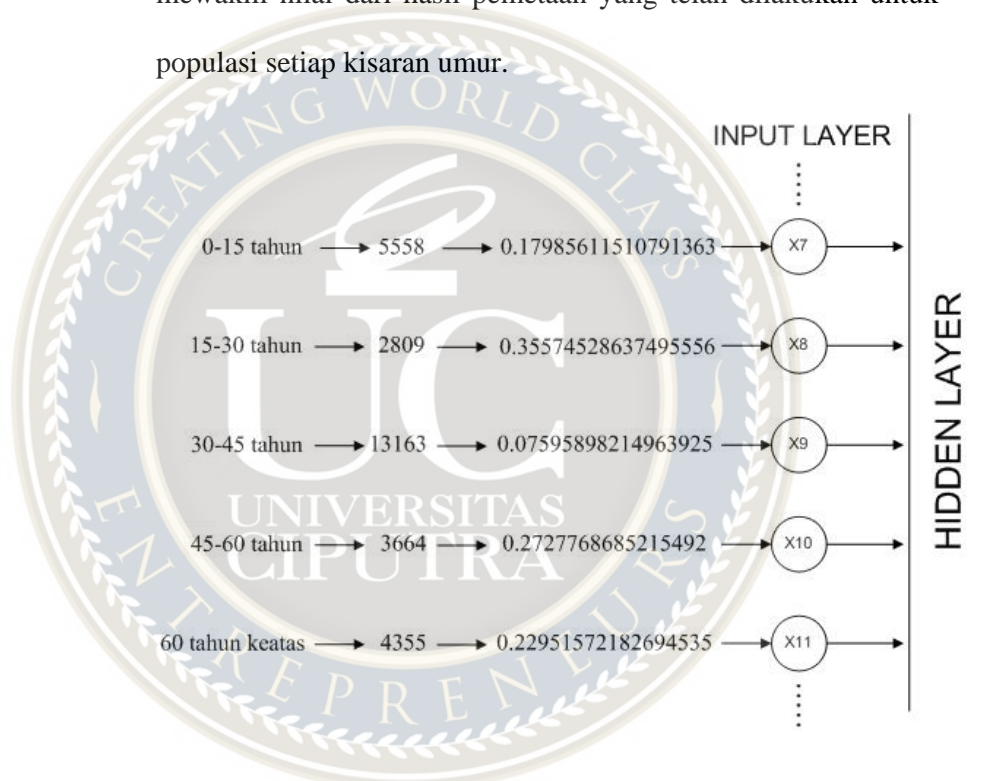 mewakili nilai dari hasil pemetaan yang telah dilakukan untuk
populasi setiap kisaran umur.
CREATING WORLD CLASS
ENTREPRENEURS
UC
UNIVERSITAS
CIPUTRA
INPUT LAYER
0-15 tahun 5558 0.17985611510791363 X7
15-30 tahun 2809 0.35574528637495556 X8
30-45 tahun 13163 0.07595898214963925 X9
45-60 tahun 3664 0.2727768685215492 X10
60 tahun keatas 4355 0.22951572182694535 X11
HIDDEN LAYER